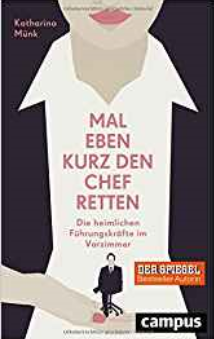 Katharina
Münk
MAL
EBEN
KURZ DEN
CHEF
RETTEN
Die heimlichen
Führungskräfte im
Vorzimmer
DER SPIEGEL
Bestseller-Autorin
campus